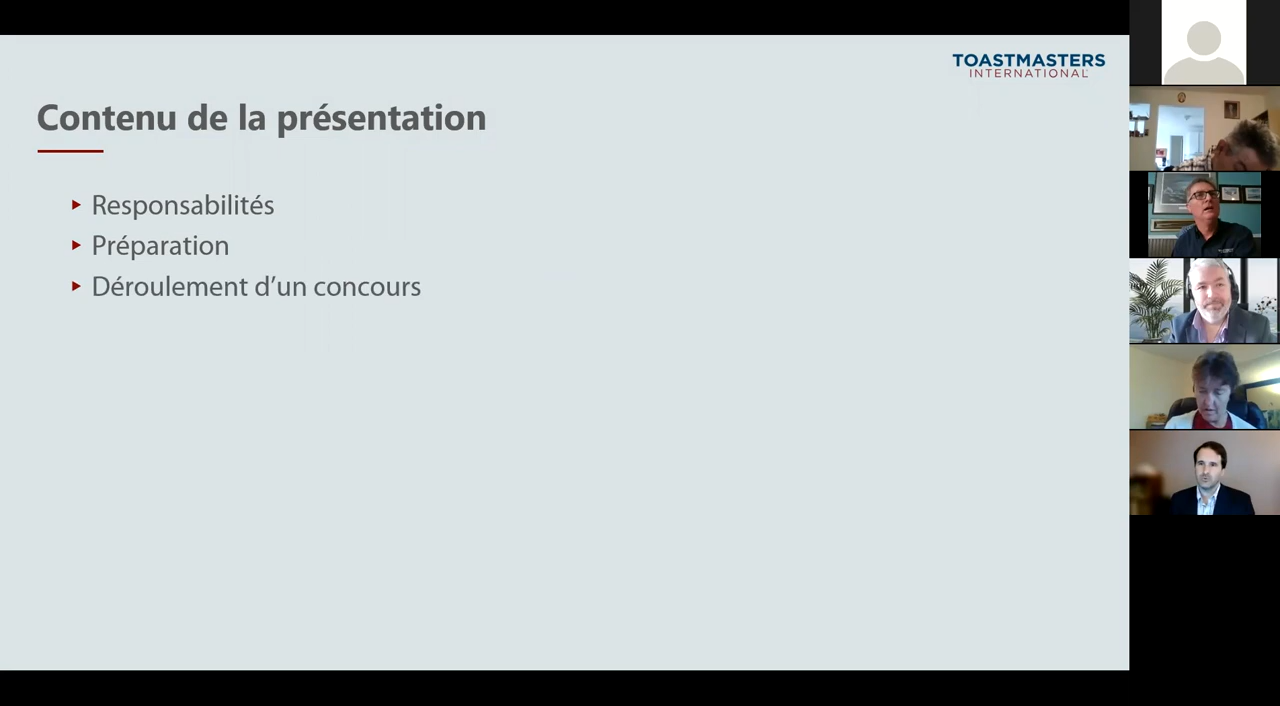 TOASTMASTERS
INTERNATIONAL
Contenu de la présentation
Responsabilités
Préparation
Déroulement d’un concours